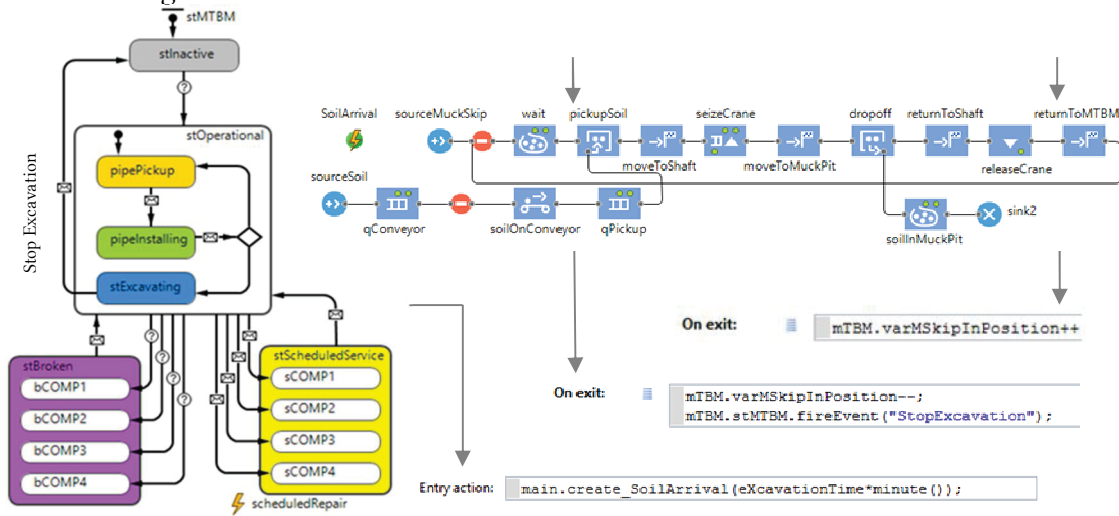 stMTBM
stInactive
stOperational
pipePickup
pipeInstalling
stExcavating
Stop Excavation
stBroken
bCOMP1
bCOMP2
bCOMP3
bCOMP4
stScheduledService
sCOMP1
sCOMP2
sCOMP3
sCOMP4
scheduledRepair
SoilArrival
sourceMuckSkip
wait
pickupSoil
seizeCrane
dropoff
returnToShaft
returnToMTBM
moveToShaft
moveToMuckPit
releaseCrane
sourceSoil
qConveyor
soilOnConveyor
qPickup
soilInMuckPit
sink2
On exit:
mTBM.varMSkipInPosition++
On exit:
mTBM.varMSkipInPosition--;
mTBM.stMTBM.fireEvent("StopExcavation");
Entry action:
main.create_SoilArrival(eXcavationTime*minute());